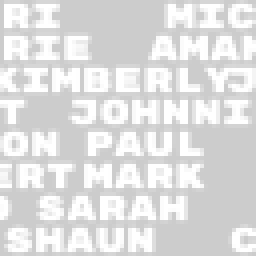 RI MIC
RIE AMAN
KIMBERLYJ
T JOHNNI
ON PAUL
ERT MARK
O SARAH
SHAUN C